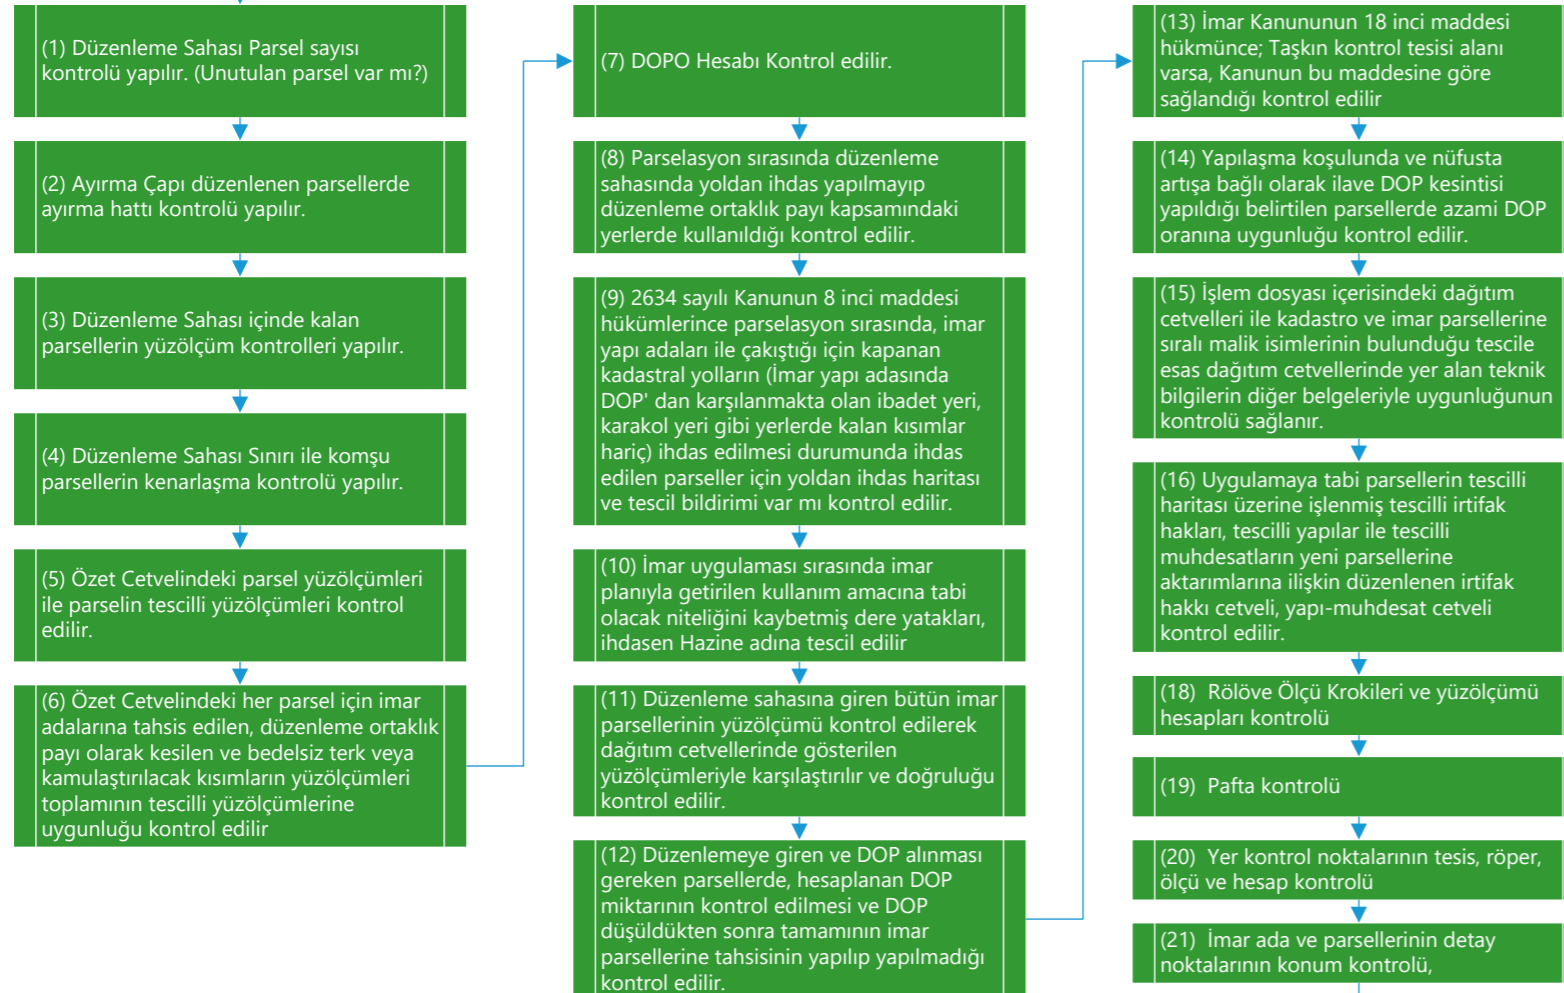 (1) Düzenleme Sahası Parsel sayısı
kontrolü yapılır. (Unutulan parsel var mı?)
(2) Ayırma Çapı düzenlenen parsellerde
ayırma hattı kontrolü yapılır.
(3) Düzenleme Sahası içinde kalan
parsellerin yüzölçüm kontrolleri yapılır.
(4) Düzenleme Sahası Sınırı ile komşu
parsellerin kenarlaşma kontrolü yapılır.
(5) Özet Cetvelindeki parsel yüzölçümleri
ile parselin tescilli yüzölçümleri kontrol
edilir.
(6) Özet Cetvelindeki her parsel için imar
adalarına tahsis edilen, düzenleme ortaklık
payı olarak kesilen ve bedelsiz terk veya
kamulaştırılacak kısımların yüzölçümleri
toplamının tescilli yüzölçümlerine
uygunluğu kontrol edilir
(7) DOPO Hesabı Kontrol edilir.
(8) Parselasyon sırasında düzenleme
sahasında yoldan ihdas yapılmayıp
düzenleme ortaklık payı kapsamındaki
yerlerde kullanıldığı kontrol edilir.
(9) 2634 sayılı Kanunun 8 inci maddesi
hükümlerince parselasyon sırasında, imar
yapı adaları ile çakıştığı için kapanan
kadastral yolların (İmar yapı adasında
DOP' dan karşılanmakta olan ibadet yeri,
karakol yeri gibi yerlerde kalan kısımlar
hariç) ihdas edilmesi durumunda ihdas
edilen parseller için yoldan ihdas haritası
ve tescil bildirimi var mı kontrol edilir.
(10) İmar uygulaması sırasında imar
planıyla getirilen kullanım amacına tabi
olacak niteliğini kaybetmiş dere yatakları,
ihdasen Hazine adına tescil edilir
(11) Düzenleme sahasına giren bütün imar
parsellerinin yüzölçümü kontrol edilerek
dağıtım cetvellerinde gösterilen
yüzölçümleriyle karşılaştırılır ve doğruluğu
kontrol edilir.
(12) Düzenlemeye giren ve DOP alınması
gereken parsellerde, hesaplanan DOP
miktarının kontrol edilmesi ve DOP
düşüldükten sonra tamamının imar
parsellerine tahsisinin yapılıp yapılmadığı
kontrol edilir.
(13) İmar Kanununun 18 inci maddesi
hükmünce; Taşkın kontrol tesisi alanı
varsa, Kanunun bu maddesine göre
sağlandığı kontrol edilir
(14) Yapılaşma koşulunda ve nüfusta
artışa bağlı olarak ilave DOP kesintisi
yapıldığı belirtilen parsellerde azami DOP
oranına uygunluğu kontrol edilir.
(15) İşlem dosyası içerisindeki dağıtım
cetvelleri ile kadastro ve imar parsellerine
sıralı malik isimlerinin bulunduğu tescile
esas dağıtım cetvellerinde yer alan teknik
bilgilerin diğer belgeleriyle uygunluğunun
kontrolü sağlanır.
(16) Uygulamaya tabi parsellerin tescilli
haritası üzerine işlenmiş tescilli irtifak
hakları, tescilli yapılar ile tescilli
muhdesatların yeni parsellerine
aktarımlarına ilişkin düzenlenen irtifak
hakkı cetveli, yapı-muhdesat cetveli
kontrol edilir.
(18) Rölöve Ölçü Krokileri ve yüzölçümü
hesapları kontrolü
(19) Pafta kontrolü
(20) Yer kontrol noktalarının tesis, röper,
ölçü ve hesap kontrolü
(21) İmar ada ve parsellerinin detay
noktalarının konum kontrolü,